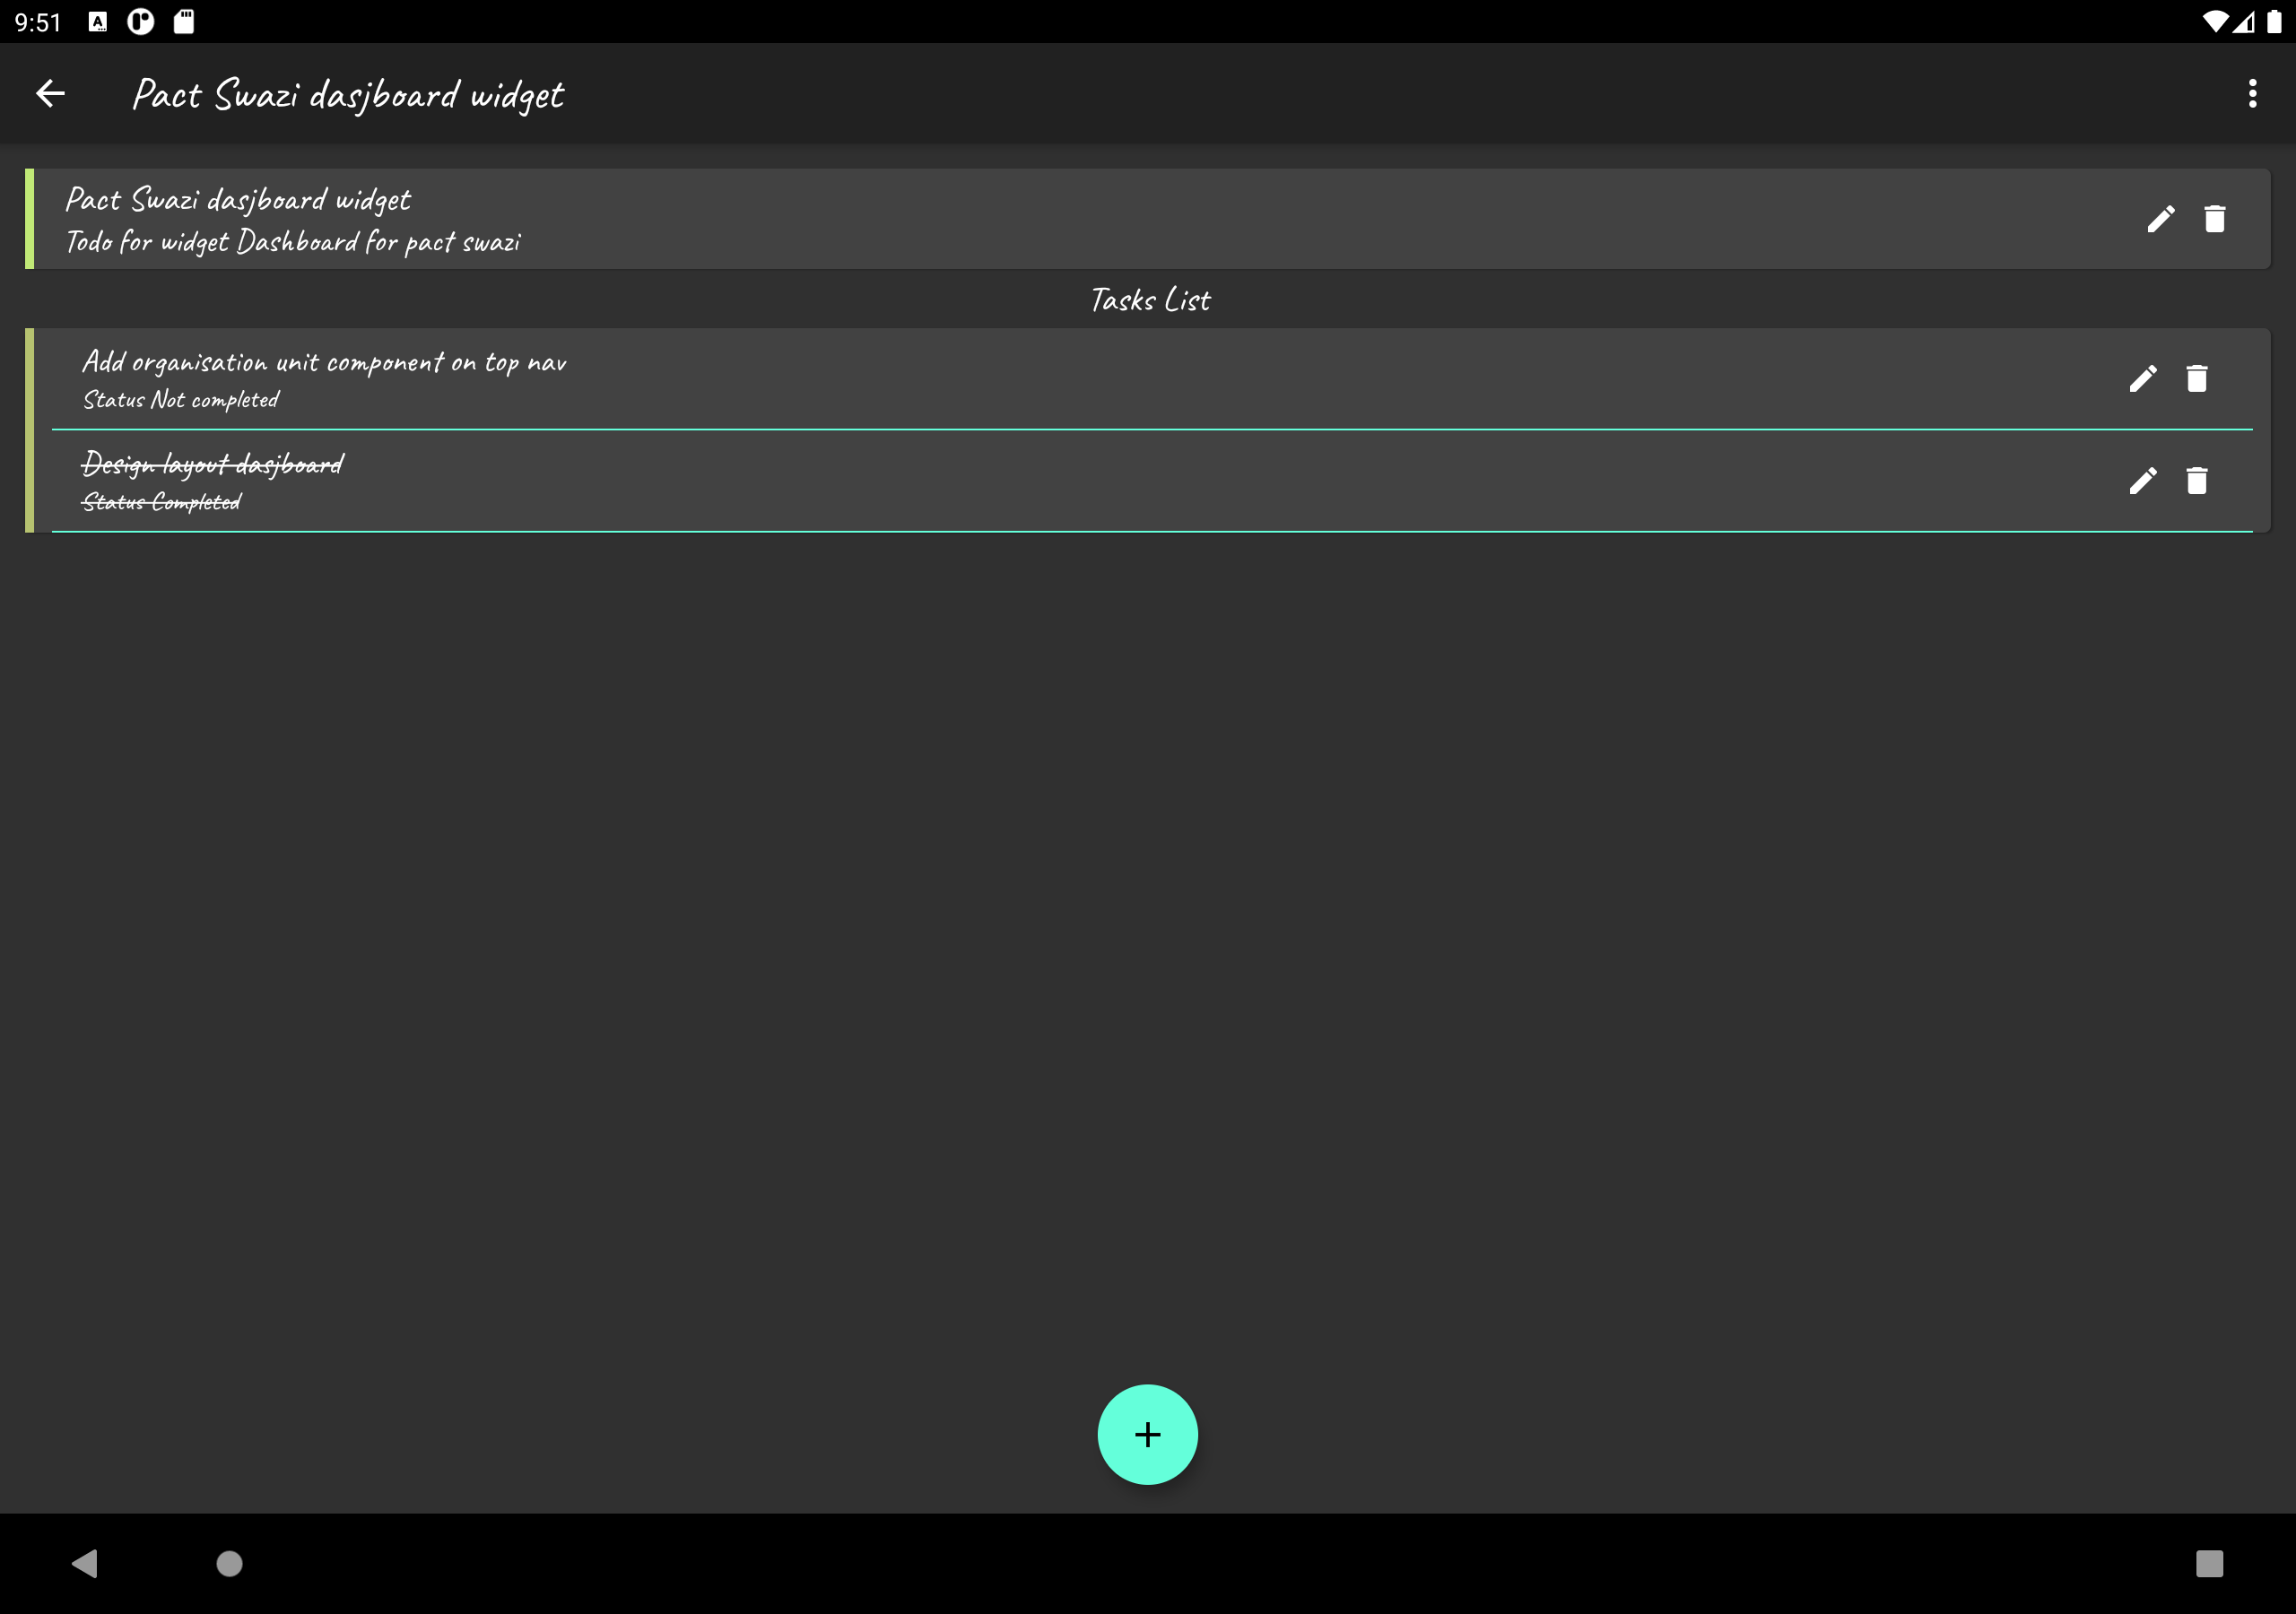 9:51
Pact Swazi dasjboard widget
Pact Swazi dasjboard widget
Todo for widget Dashboard for pact swazi
Tasks List
Add organisation unit component on top nav
Status Not completed
Design layout dasjboard
Status Completed